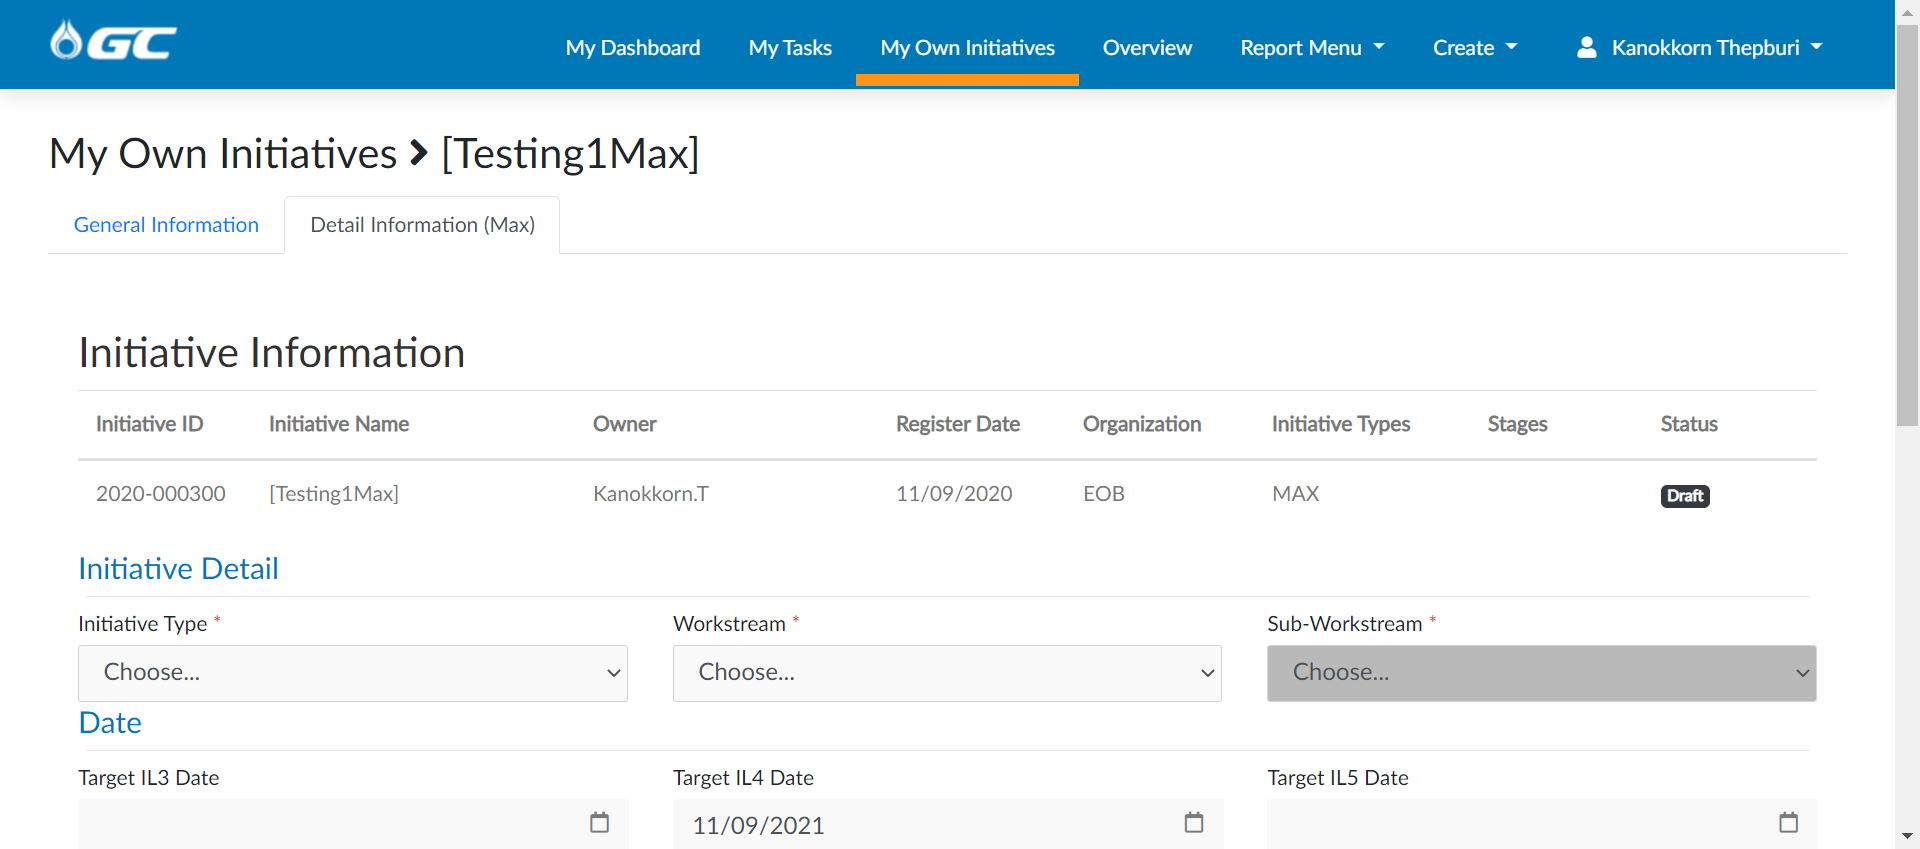 GC My Dashboard My Tasks My Own Initiatives Overview Report Menu Create Kanokkorn Thepburi
My Own Initiatives [Testing1Max]
General Information Detail Information (Max)
Initiative Information
Initiative ID Initiative Name Owner Register Date Organization Initiative Types Stages Status
2020-000300 [Testing1Max] Kanokkorn.T 11/09/2020 EOB MAX Draft
Initiative Detail
Initiative Type * Workstream * Sub-Workstream *
Choose... Choose... Choose...
Date
Target IL3 Date Target IL4 Date Target IL5 Date
11/09/2021